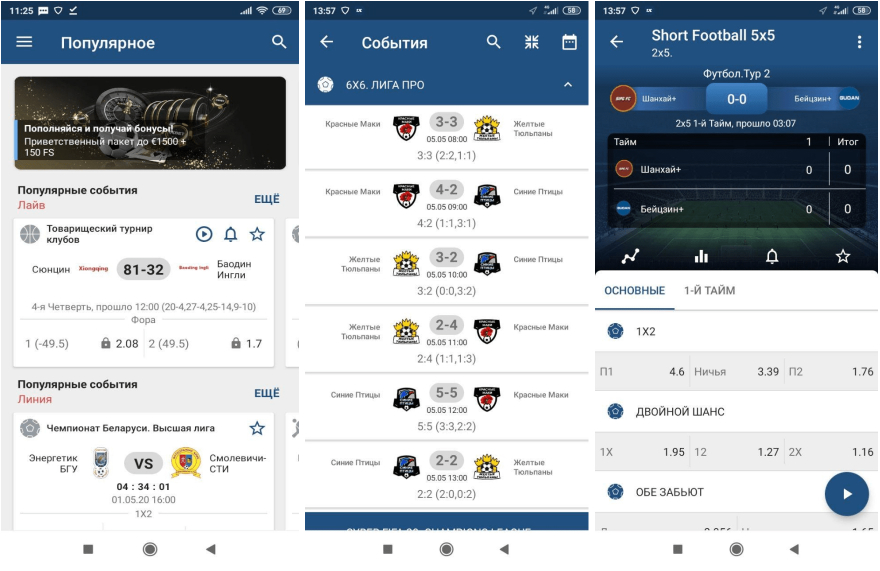 11:25
69
Популярное
Пополняйся и получай бонусы!
Приветственный пакет до €1500 +
150 FS
Популярные события
Лайв
ЕЩЁ
Товарищеский турнир
клубов
Сюнцин
Xiongqing
81-32
Baoding Ingli
Баодин
Ингли
4-я Четверть, прошло 12:00 (20-4,27-4,25-14,9-10)
Фора
1 (-49.5)
2.08
2 (49.5)
1.7
Популярные события
Линия
ЕЩЁ
Чемпионат Беларуси. Высшая лига
Энергетик
БГУ
VS
Смолевичи-
СТИ
04 : 34 : 01
01.05.20 16:00
1X2
13:57
58
События
6X6. ЛИГА ПРО
Красные Маки
3-3
05.05 08:00
Желтые
Тюльпаны
3:3 (2:2,1:1)
Красные Маки
4-2
05.05 09:00
Синие Птицы
4:2 (1:1,3:1)
Желтые
Тюльпаны
3-2
05.05 10:00
Синие Птицы
3:2 (0:0,3:2)
Желтые
Тюльпаны
2-4
05.05 11:00
Красные Маки
2:4 (1:1,1:3)
Синие Птицы
5-5
05.05 12:00
Красные Маки
5:5 (3:3,2:2)
Синие Птицы
2-2
05.05 13:00
Желтые
Тюльпаны
2:2 (2:0,0:2)
13:57
58
Short Football 5x5
2x5.
Футбол.Тур 2
SIPG FC
Шанхай+
0-0
Бейцзин+
GUOAN
2x5 1-й Тайм, прошло 03:07
Тайм
1
Итог
Шанхай+
0
0
Бейцзин+
0
0
ОСНОВНЫЕ
1-Й ТАЙМ
1X2
П1
4.6
Ничья
3.39
П2
1.76
ДВОЙНОЙ ШАНС
1X
1.95
12
1.27
2X
1.16
ОБЕ ЗАБЬЮТ